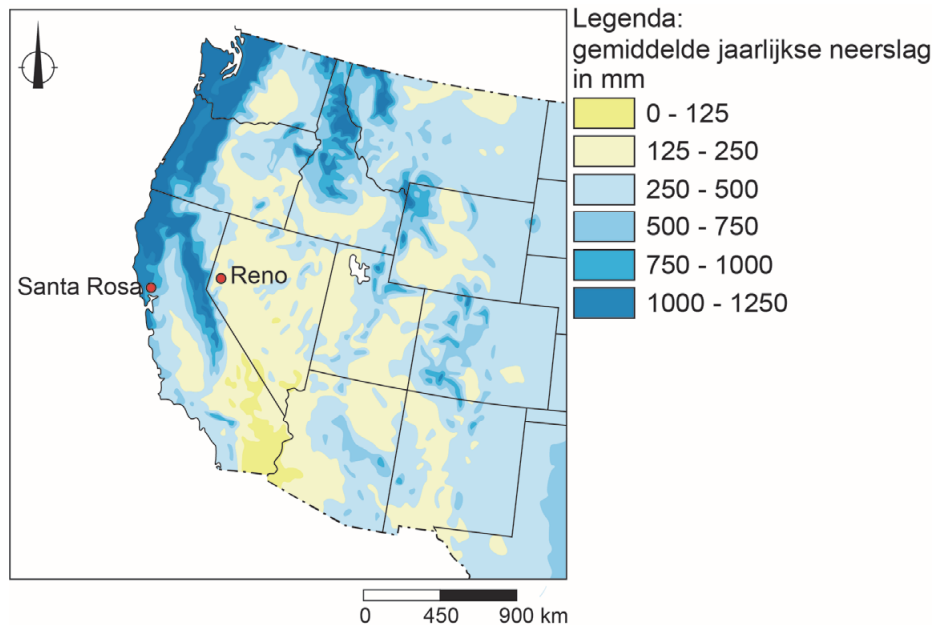 Legenda:
gemiddelde jaarlijkse neerslag
in mm
0 - 125
125 - 250
250 - 500
500 - 750
750 - 1000
1000 - 1250
Santa Rosa
Reno
0 450 900 km